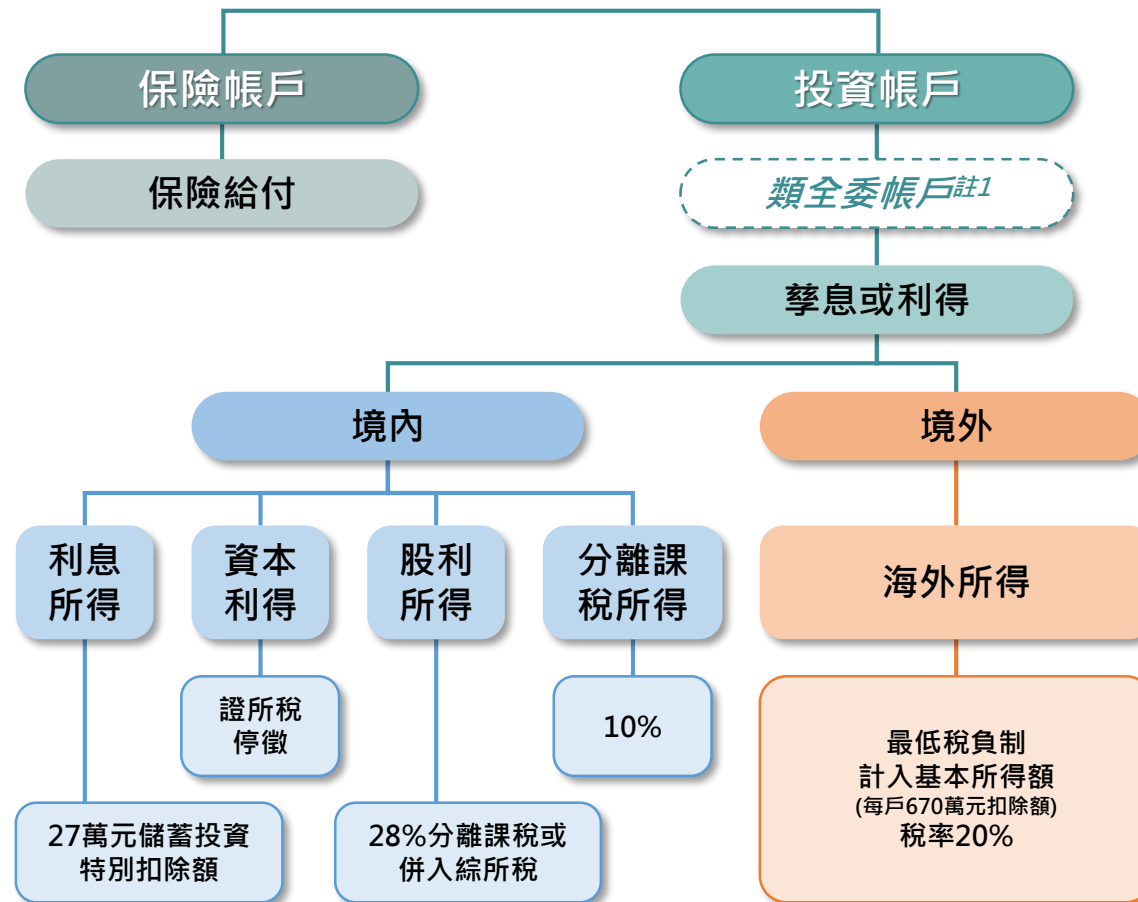 保險帳戶
投資帳戶
保險給付
類全委帳戶註1
孳息或利得
境內
境外
利息
所得
資本
利得
股利
所得
分離課
稅所得
海外所得
證所稅
停徵
10%
27萬元儲蓄投資
特別扣除額
28%分離課稅或
併入綜所稅
最低稅負制
計入基本所得額
(每戶670萬元扣除額)
稅率20%